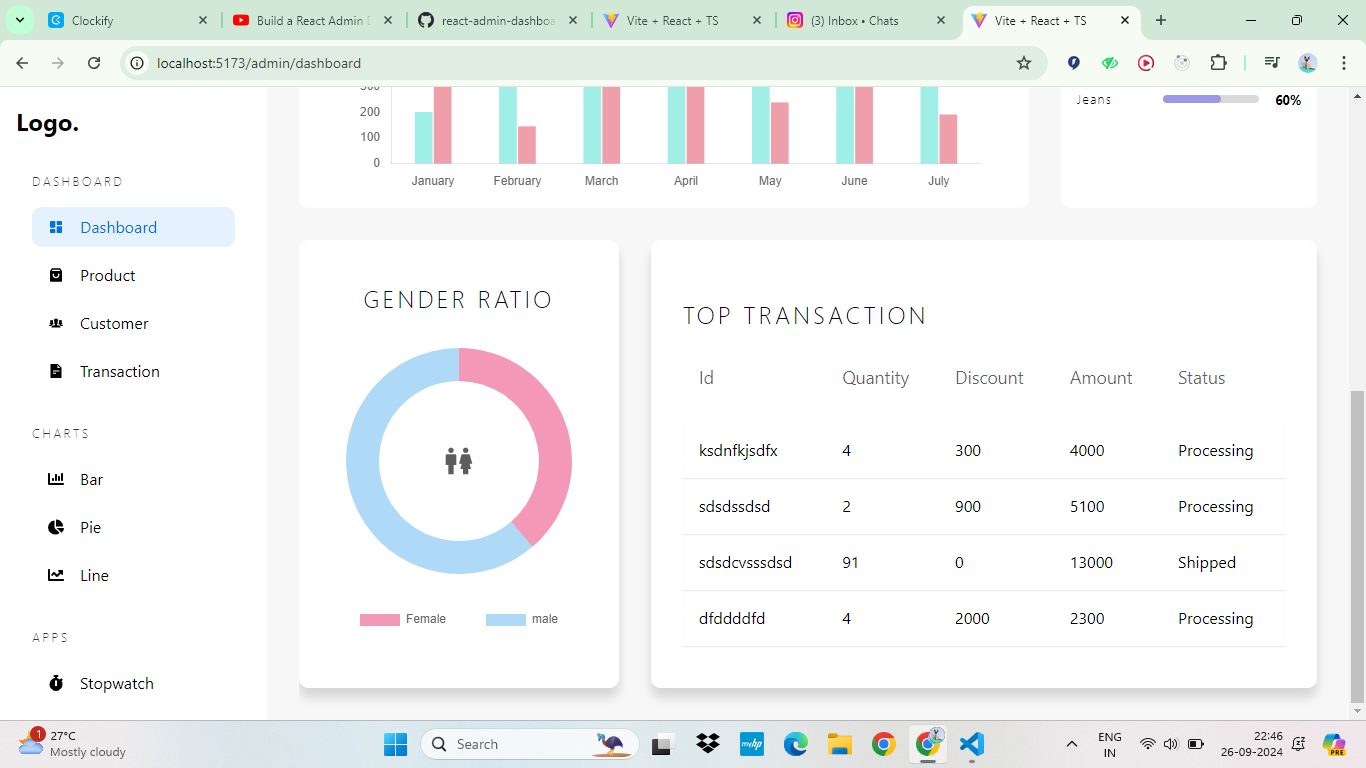 Clockify
Build a React Admin D
react-admin-dashboa
Vite + React + TS
(3) Inbox • Chats
Vite + React + TS
localhost:5173/admin/dashboard
Logo.
DASHBOARD
Dashboard
Product
Customer
Transaction
CHARTS
Bar
Pie
Line
APPS
Stopwatch
300
200
100
0
January February March April May June July
Jeans 60%
GENDER RATIO
Female male
TOP TRANSACTION
Id Quantity Discount Amount Status
ksdnfkjsdfx 4 300 4000 Processing
sdsdssdsd 2 900 5100 Processing
sdsdcvsssdsd 91 0 13000 Shipped
dfddddfd 4 2000 2300 Processing
1
27°C
Mostly cloudy
Search
myhp
ENG
IN
22:46
26-09-2024
PRE